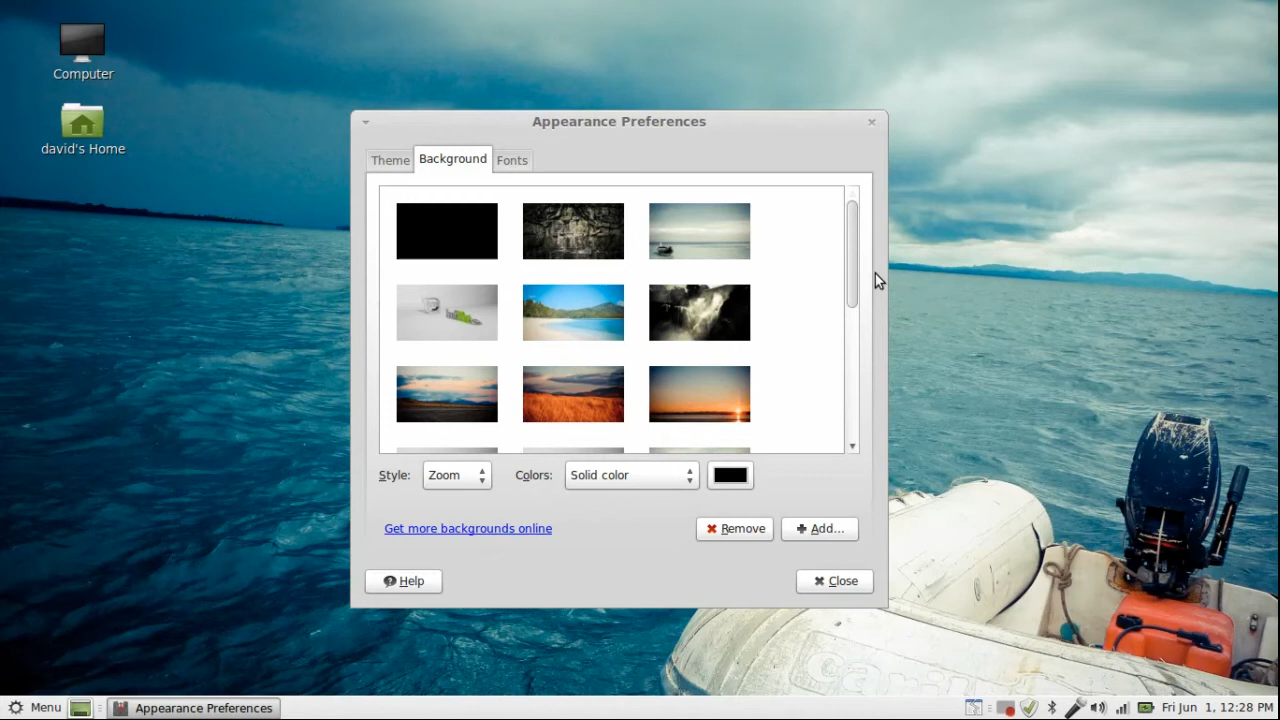 Computer
david's Home
Appearance Preferences
Theme Background Fonts
Style: Zoom Colors: Solid color
Get more backgrounds online Remove Add...
Help Close
Menu Appearance Preferences Fri Jun 1, 12:28 PM